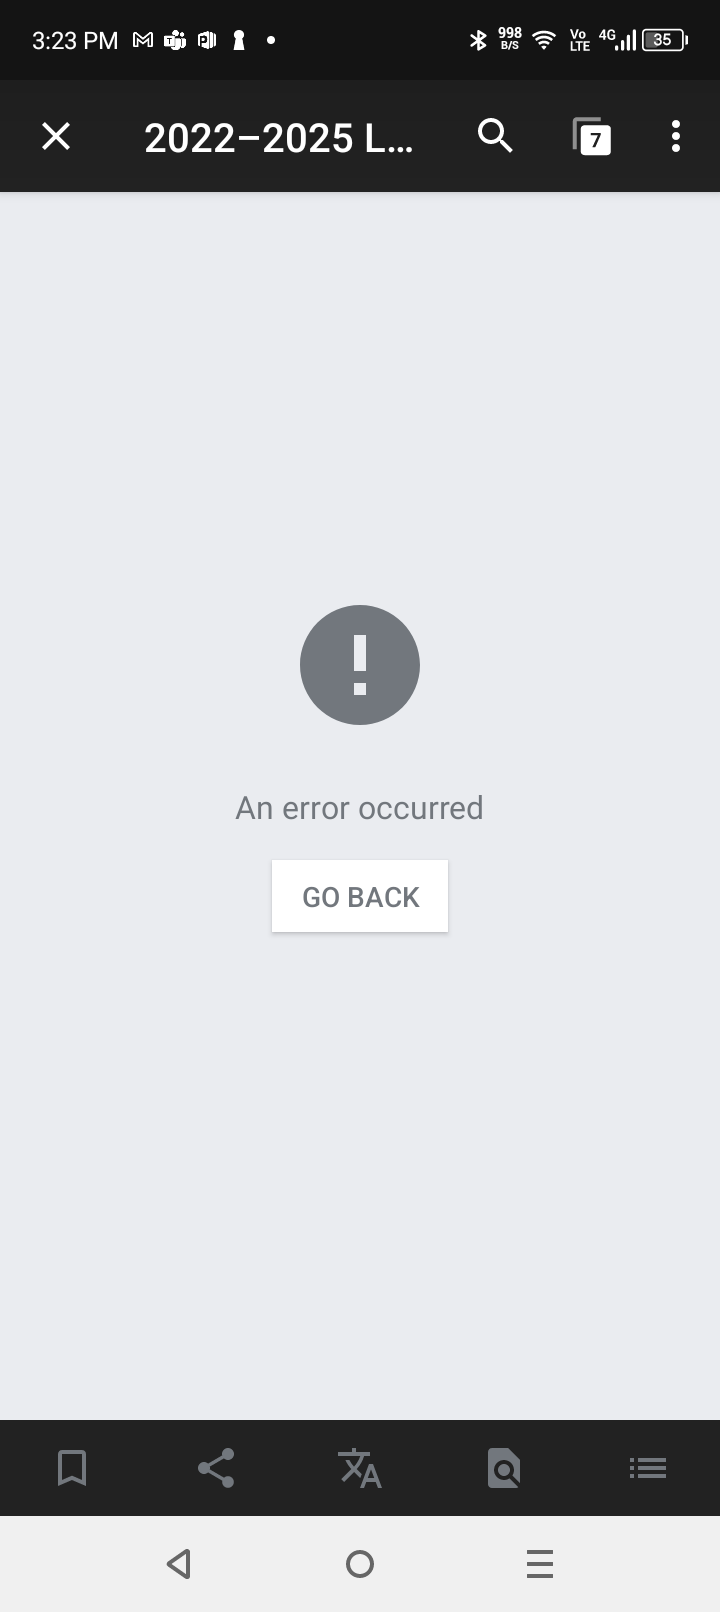 3:23 PM
998
B/S
Vo
LTE
4G
35
2022–2025 L...
7
An error occurred
GO BACK